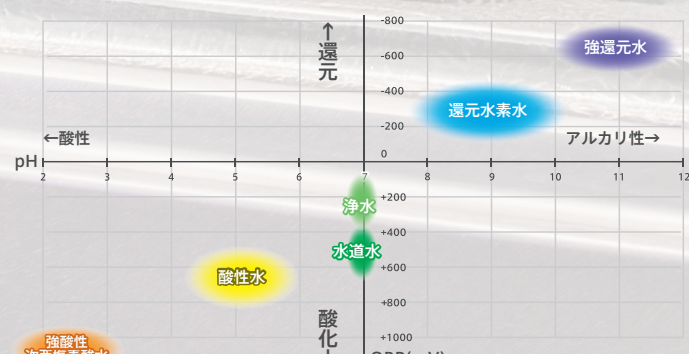 -800
↑還元
強還元水
-600
-400
還元水素水
-200
←酸性
アルカリ性→
0
pH
2 3 4 5 6 7 8 9 10 11 12
+200
浄水
+400
水道水
+600
酸性水
+800
酸化
+1000
強酸性